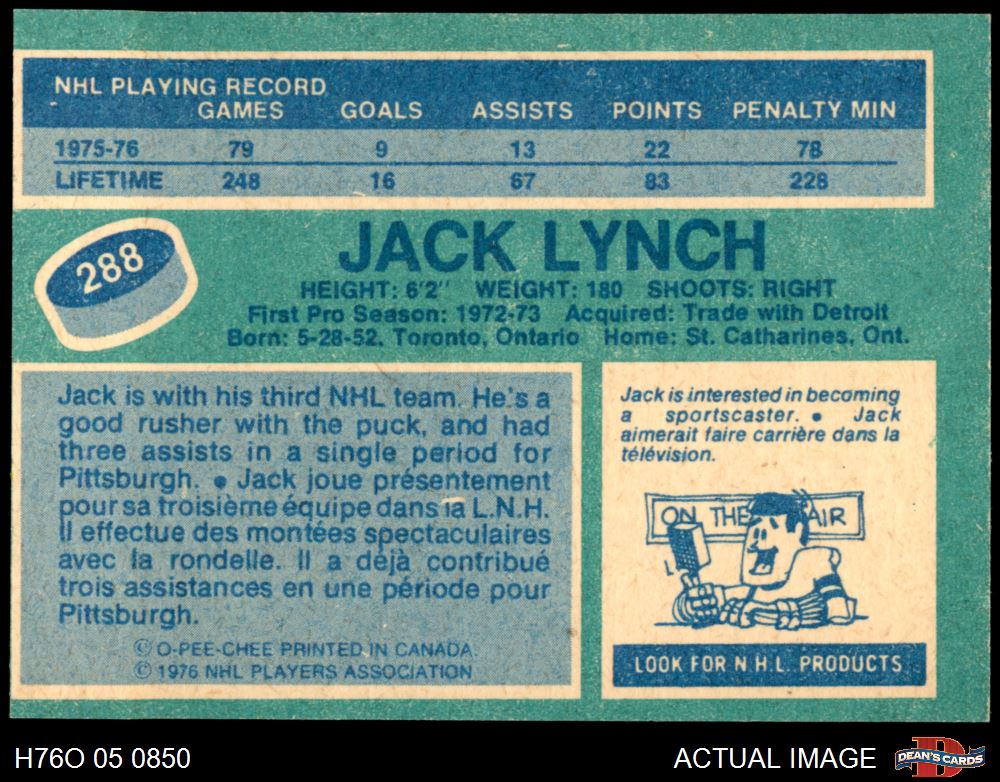 NHL PLAYING RECORD
GAMES GOALS ASSISTS POINTS PENALTY MIN
1975-76 79 9 13 22 78
LIFETIME 248 16 67 83 228
288
JACK LYNCH
HEIGHT: 6'2" WEIGHT: 180 SHOOTS: RIGHT
First Pro Season: 1972-73 Acquired: Trade with Detroit
Born: 5-28-52, Toronto, Ontario Home: St. Catharines, Ont.
Jack is with his third NHL team. He's a
good rusher with the puck, and had
three assists in a single period for
Pittsburgh. ● Jack joue présentement
pour sa troisième équipe dans la L.N.H.
Il effectue des montées spectaculaires
avec la rondelle. Il a déjà contribué
trois assistances en une période pour
Pittsburgh.
© O-PEE-CHEE PRINTED IN CANADA.
© 1976 NHL PLAYERS ASSOCIATION
Jack is interested in becoming
a sportscaster. ● Jack
aimerait faire carrière dans la
télévision.
ON THE AIR
LOOK FOR N.H.L. PRODUCTS
H76O 05 0850
ACTUAL IMAGE
D
DEAN'S CARDS